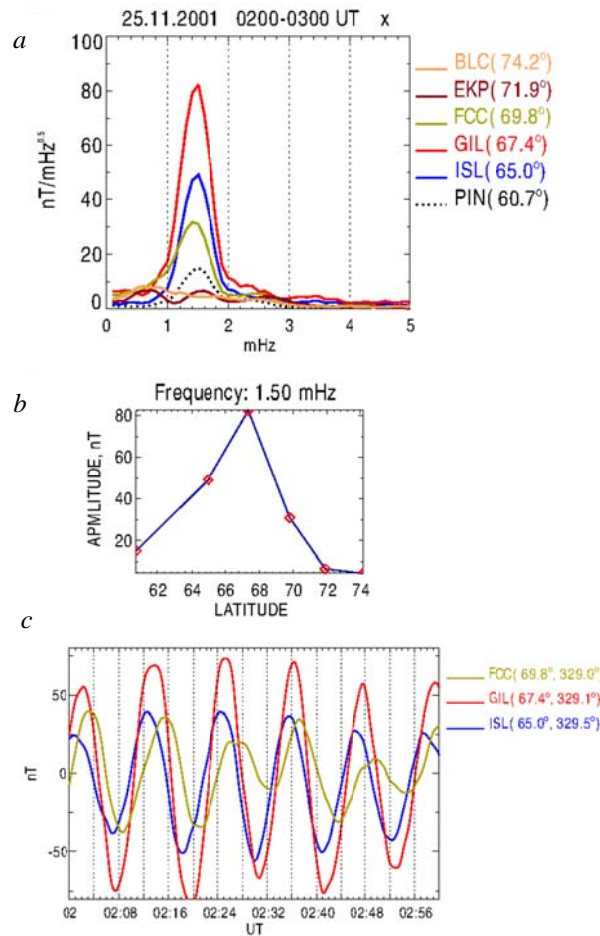 25.11.2001 0200-0300 UT x
a
BLC( 74.2°)
EKP( 71.9°)
FCC( 69.8°)
GIL( 67.4°)
ISL( 65.0°)
PIN( 60.7°)
nT/mHz^0.5
100
80
60
40
20
0
0 1 2 3 4 5
mHz
b
Frequency: 1.50 mHz
APMLITUDE, nT
80
60
40
20
62 64 66 68 70 72 74
LATITUDE
c
FCC( 69.8°, 329.0°)
GIL( 67.4°, 329.1°)
ISL( 65.0°, 329.5°)
nT
50
0
-50
02 02:08 02:16 02:24 02:32 02:40 02:48 02:56
UT